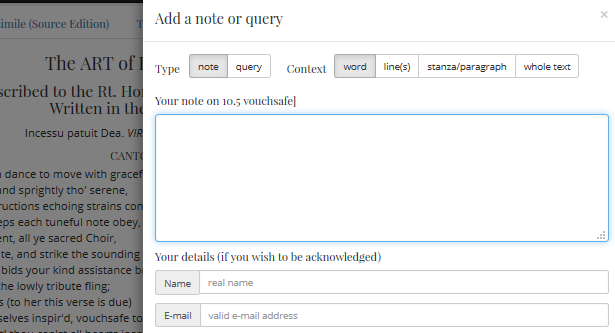 Add a note or query
×
simile (Source Edition)
Type note query Context word line(s) stanza/paragraph whole text
The ART of
scribed to the Rt. Ho
Written in the
Your note on 10.5 vouchsafe]
Incessu patuit Dea. VIR
CANTO
dance to move with gracef
and sprightly tho' serene,
ructions echoing strains con
eps each tuneful note obey,
ent, all ye sacred Choir,
te, and strike the sounding
bids your kind assistance b
the lowly tribute fling;
s (to her this verse is due)
selves inspir'd, vouchsafe to
Your details (if you wish to be acknowledged)
Name real name
E-mail valid e-mail address